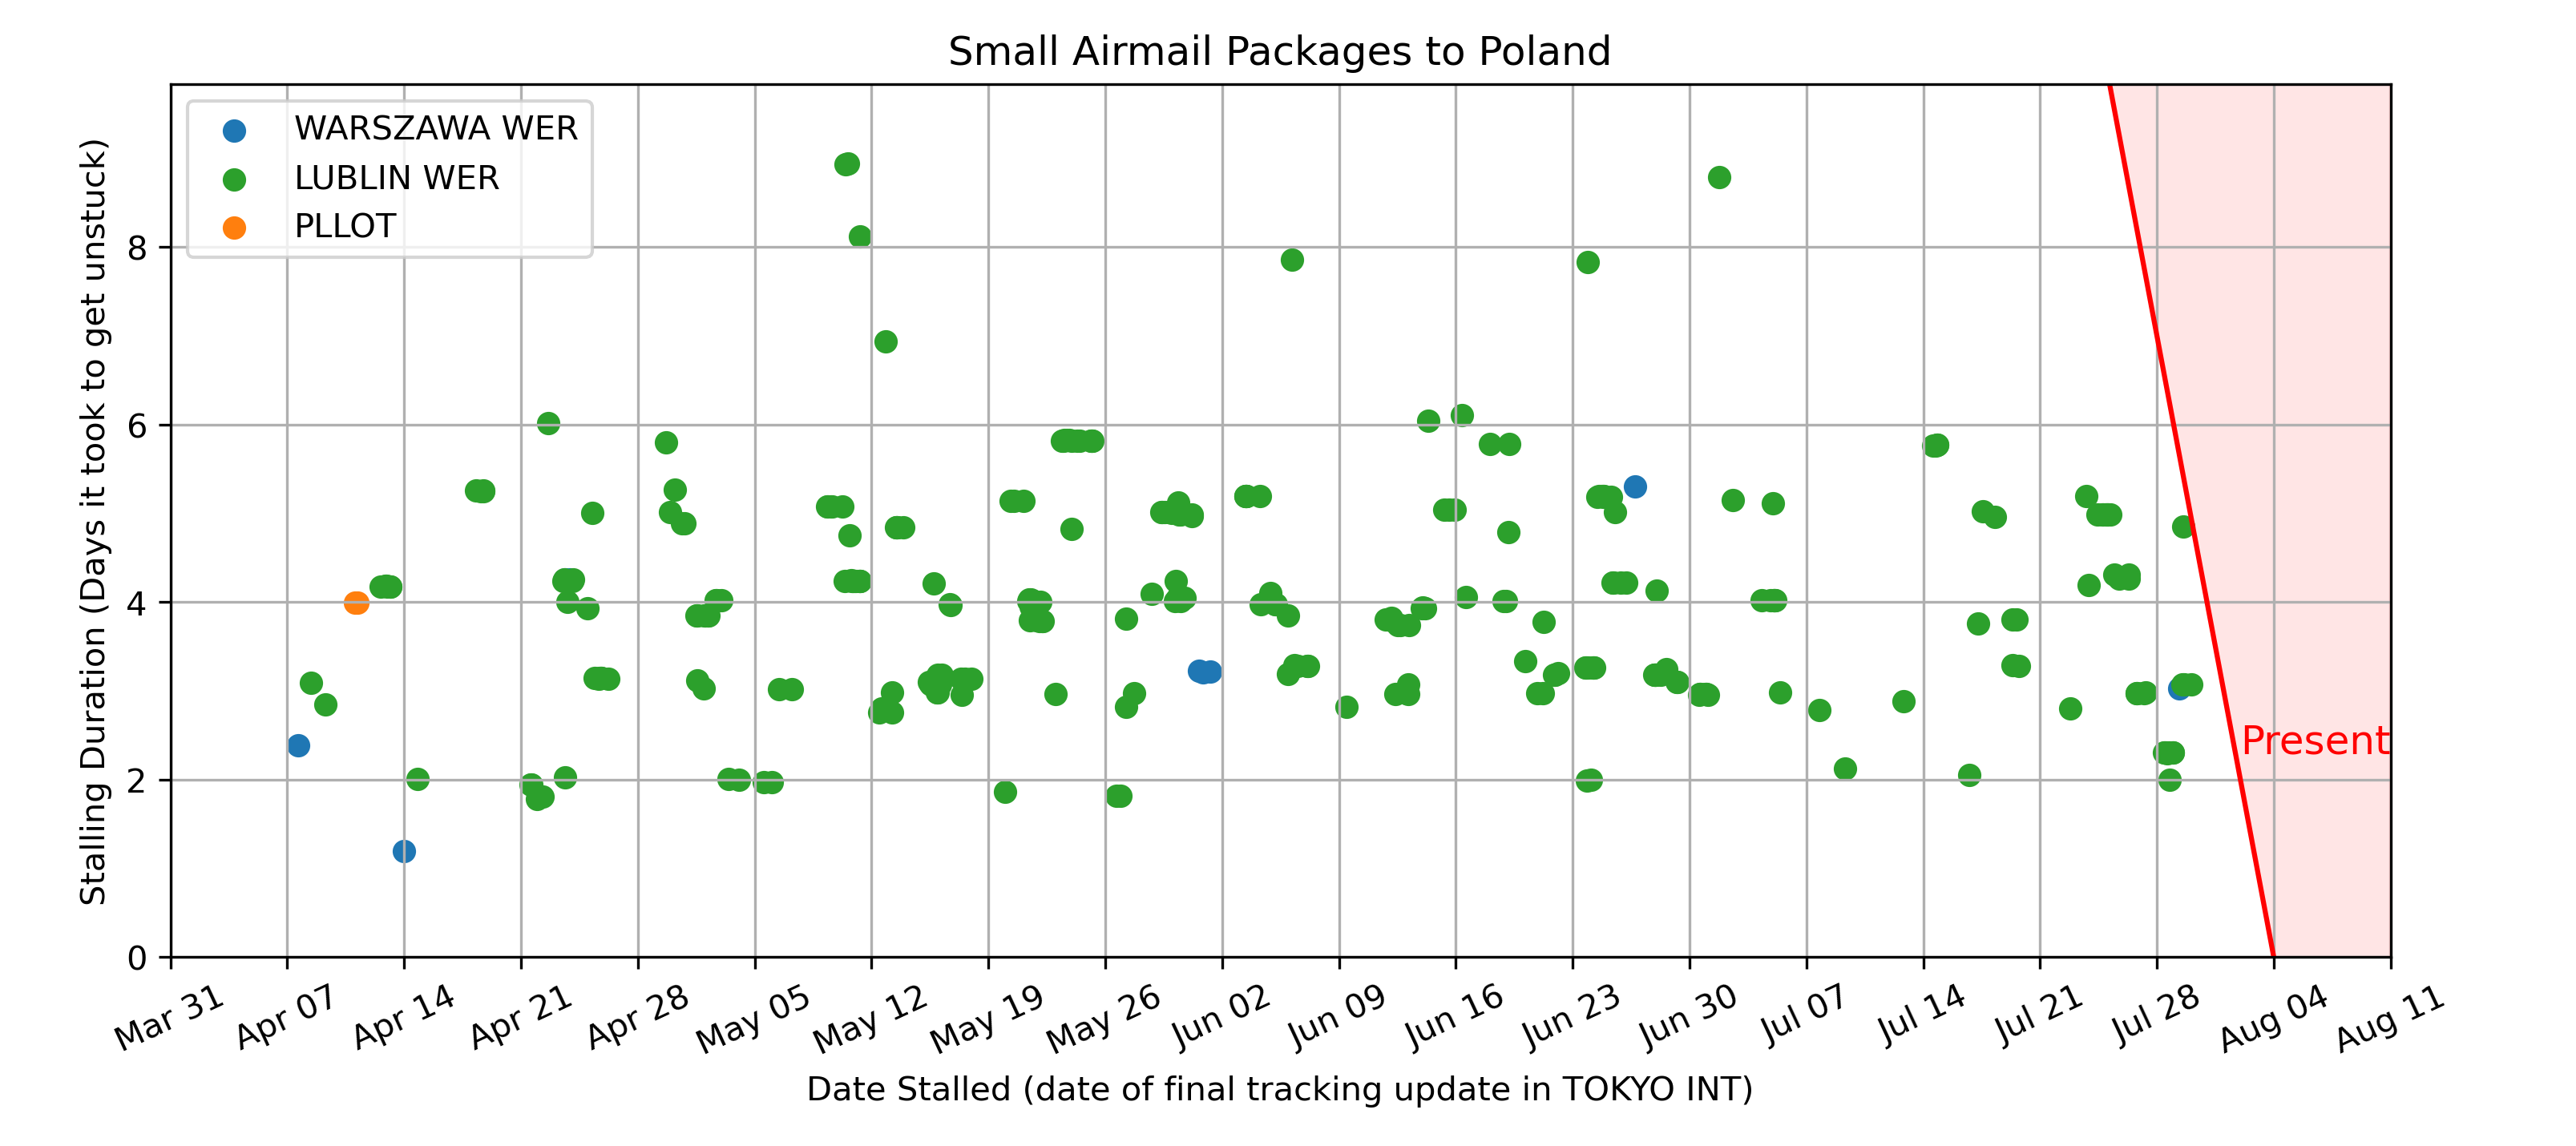 Small Airmail Packages to Poland
WARSZAWA WER
LUBLIN WER
PLLOT
Stalling Duration (Days it took to get unstuck)
8
6
4
2
0
Present
Mar 31
Apr 07
Apr 14
Apr 21
Apr 28
May 05
May 12
May 19
May 26
Jun 02
Jun 09
Jun 16
Jun 23
Jun 30
Jul 07
Jul 14
Jul 21
Jul 28
Aug 04
Aug 11
Date Stalled (date of final tracking update in TOKYO INT)